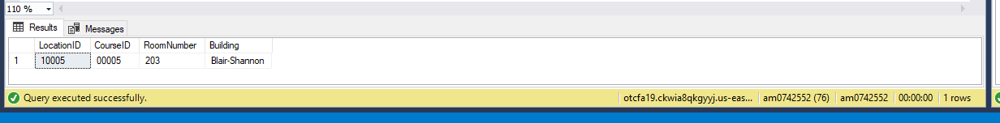 110 %
Results Messages
LocationID CourseID RoomNumber Building
1 10005 00005 203 Blair-Shannon
Query executed successfully. otcfa19.ckwia8qkgyyj.us-eas... am0742552 (76) am0742552 00:00:00 1 rows